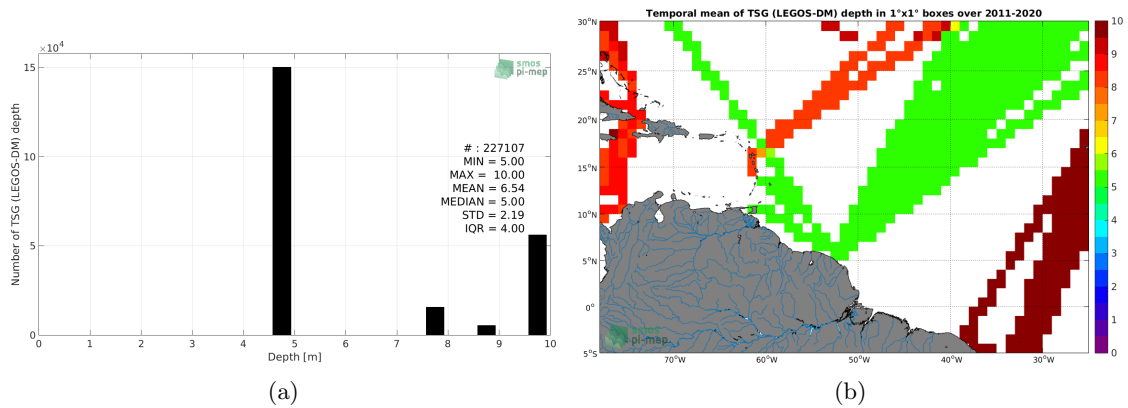 ×10⁴
15
10
5
0
Number of TSG (LEGOS-DM) depth
smos
pi-mep
# : 227107
MIN = 5.00
MAX = 10.00
MEAN = 6.54
MEDIAN = 5.00
STD = 2.19
IQR = 4.00
0 1 2 3 4 5 6 7 8 9 10
Depth [m]
(a)
Temporal mean of TSG (LEGOS-DM) depth in 1°x1° boxes over 2011-2020
30°N
25°N
20°N
15°N
10°N
5°N
0°
5°S
70°W 60°W 50°W 40°W 30°W
smos
pi-mep
10
9
8
7
6
5
4
3
2
1
0
(b)